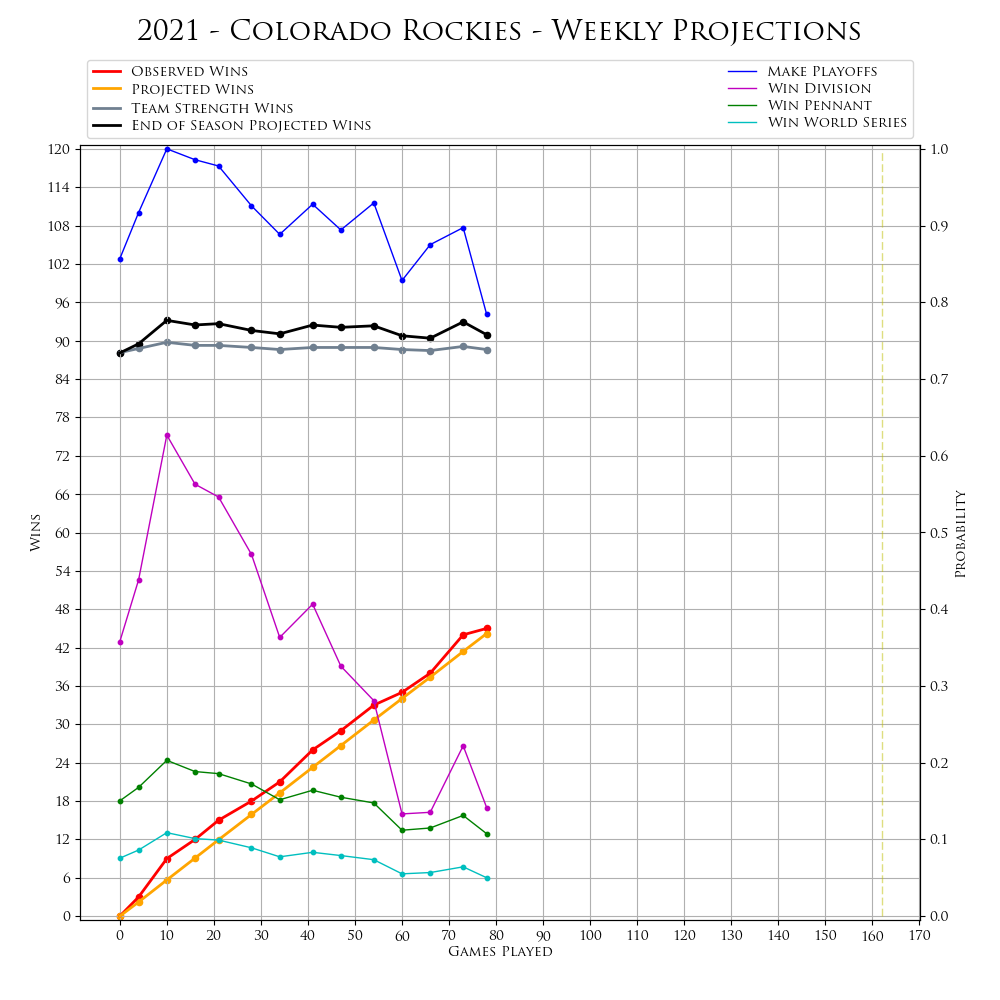 2021 - Colorado Rockies - Weekly Projections
Observed Wins
Projected Wins
Team Strength Wins
End of Season Projected Wins
Make Playoffs
Win Division
Win Pennant
Win World Series
120
114
108
102
96
90
84
78
72
66
60
54
48
42
36
30
24
18
12
6
0
Wins
1.0
0.9
0.8
0.7
0.6
0.5
0.4
0.3
0.2
0.1
0.0
Probability
0 10 20 30 40 50 60 70 80 90 100 110 120 130 140 150 160 170
Games Played